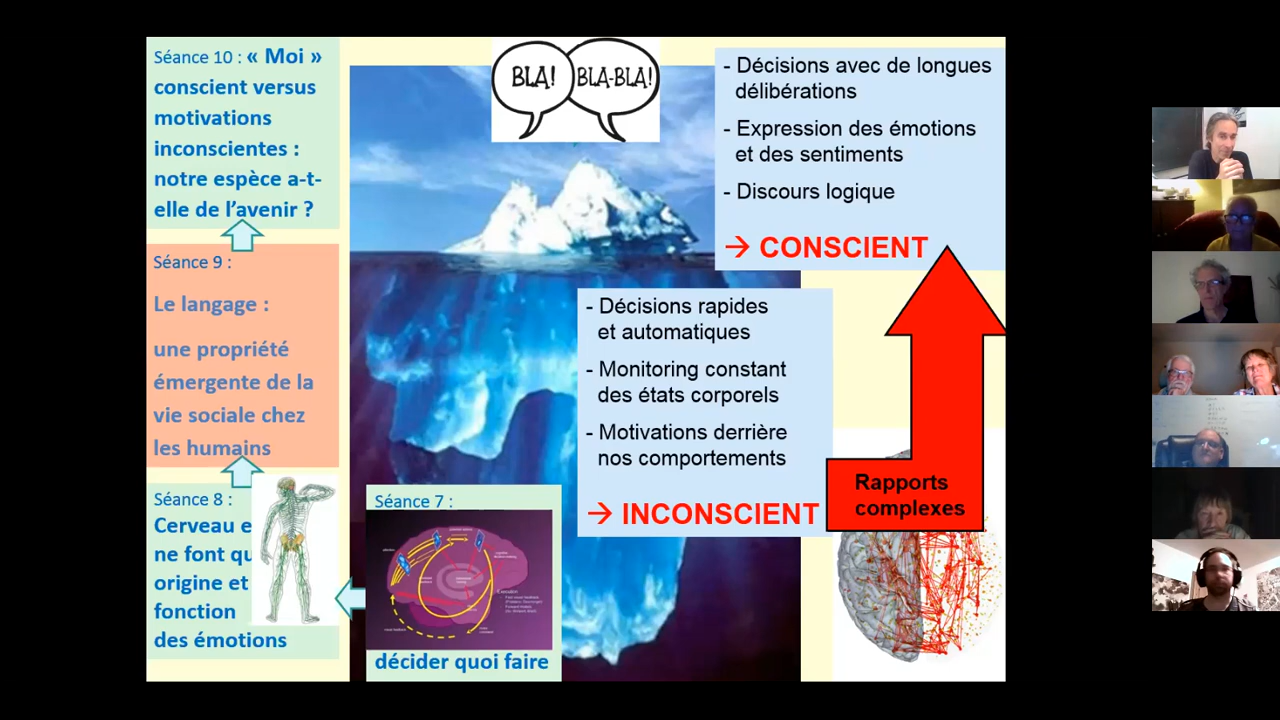 Séance 10 : « Moi »
conscient versus
motivations
inconscientes :
notre espèce a-t-
elle de l'avenir ?
Séance 9 :
Le langage :
une propriété
émergente de la
vie sociale chez
les humains
Séance 8 :
Cerveau e
ne font qu
origine et
fonction
des émotions
Séance 7 :
décider quoi faire
BLA!
BLA-BLA!
- Décisions avec de longues
délibérations
- Expression des émotions
et des sentiments
- Discours logique
→ CONSCIENT
- Décisions rapides
et automatiques
- Monitoring constant
des états corporels
- Motivations derrière
nos comportements
→ INCONSCIENT
Rapports
complexes